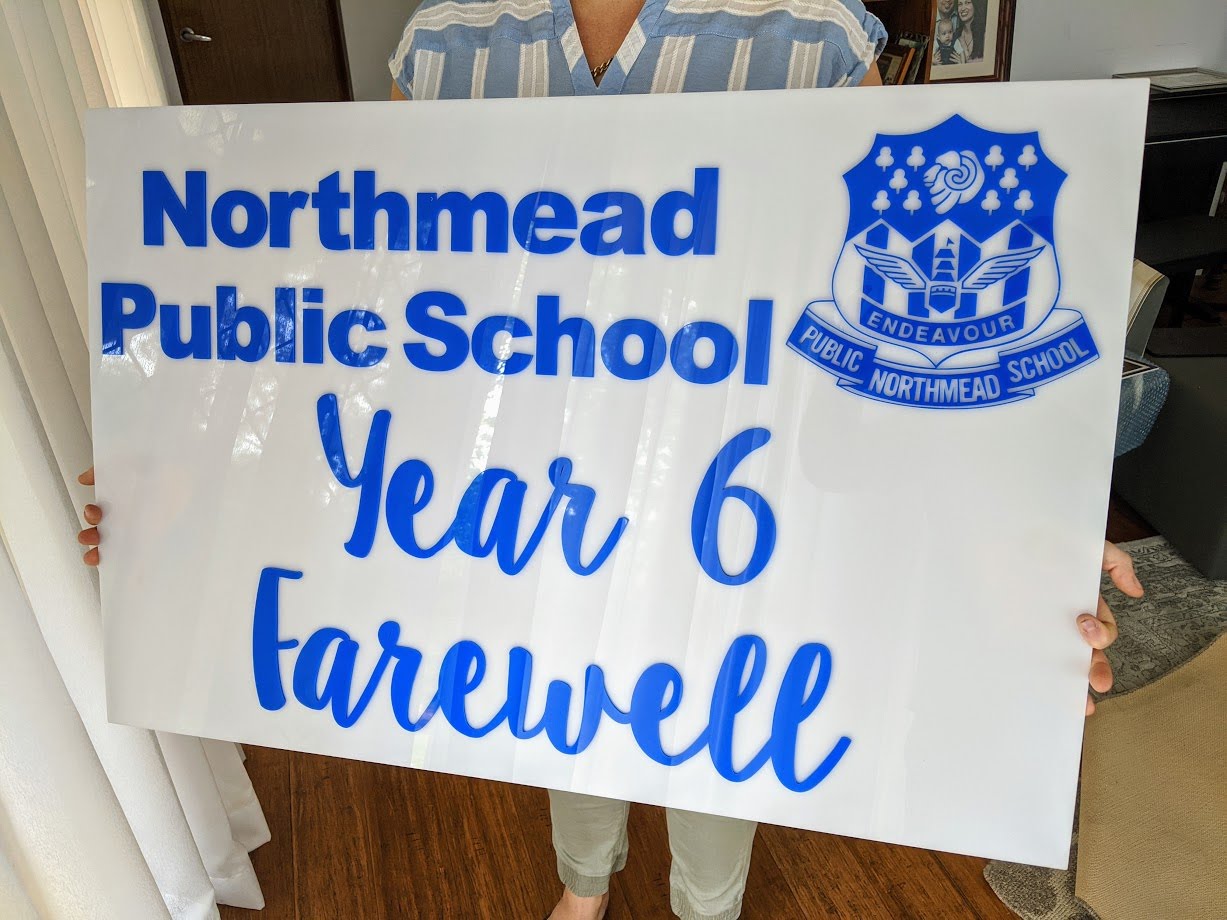 Northmead
Public School
Year 6
Farewell
ENDEAVOUR
PUBLIC NORTHMEAD SCHOOL